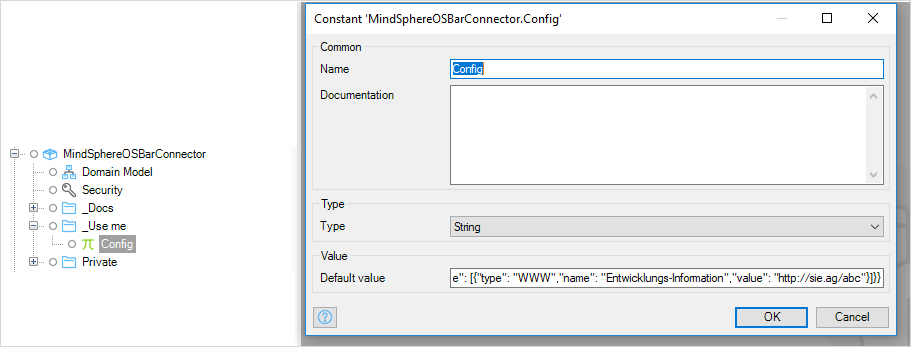 MindSphereOSBarConnector
Domain Model
Security
_Docs
_Use me
Config
Private
Constant 'MindSphereOSBarConnector.Config'
Common
Name
Config
Documentation
Type
Type
String
Value
Default value
e": [{"type": "WWW","name": "Entwicklungs-Information","value": "http://sie.ag/abc"}]}}
OK
Cancel